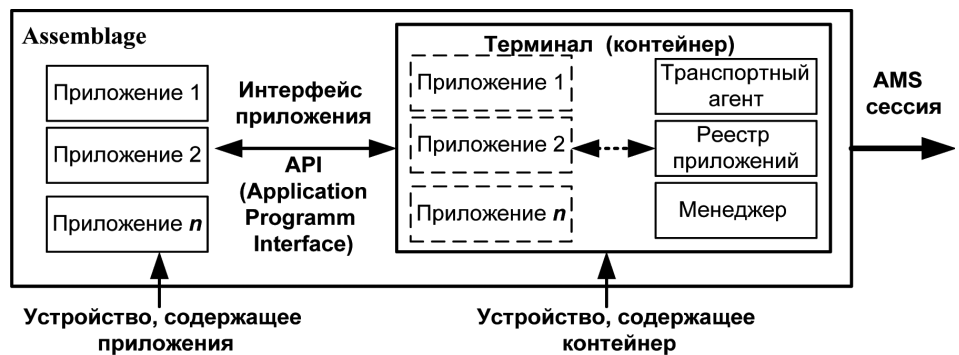 Assemblage
Приложение 1
Приложение 2
Приложение n
Интерфейс
приложения
API
(Application
Programm
Interface)
Терминал (контейнер)
Приложение 1
Приложение 2
Приложение n
Транспортный
агент
Реестр
приложений
Менеджер
AMS
сессия
Устройство, содержащее
приложения
Устройство, содержащее
контейнер